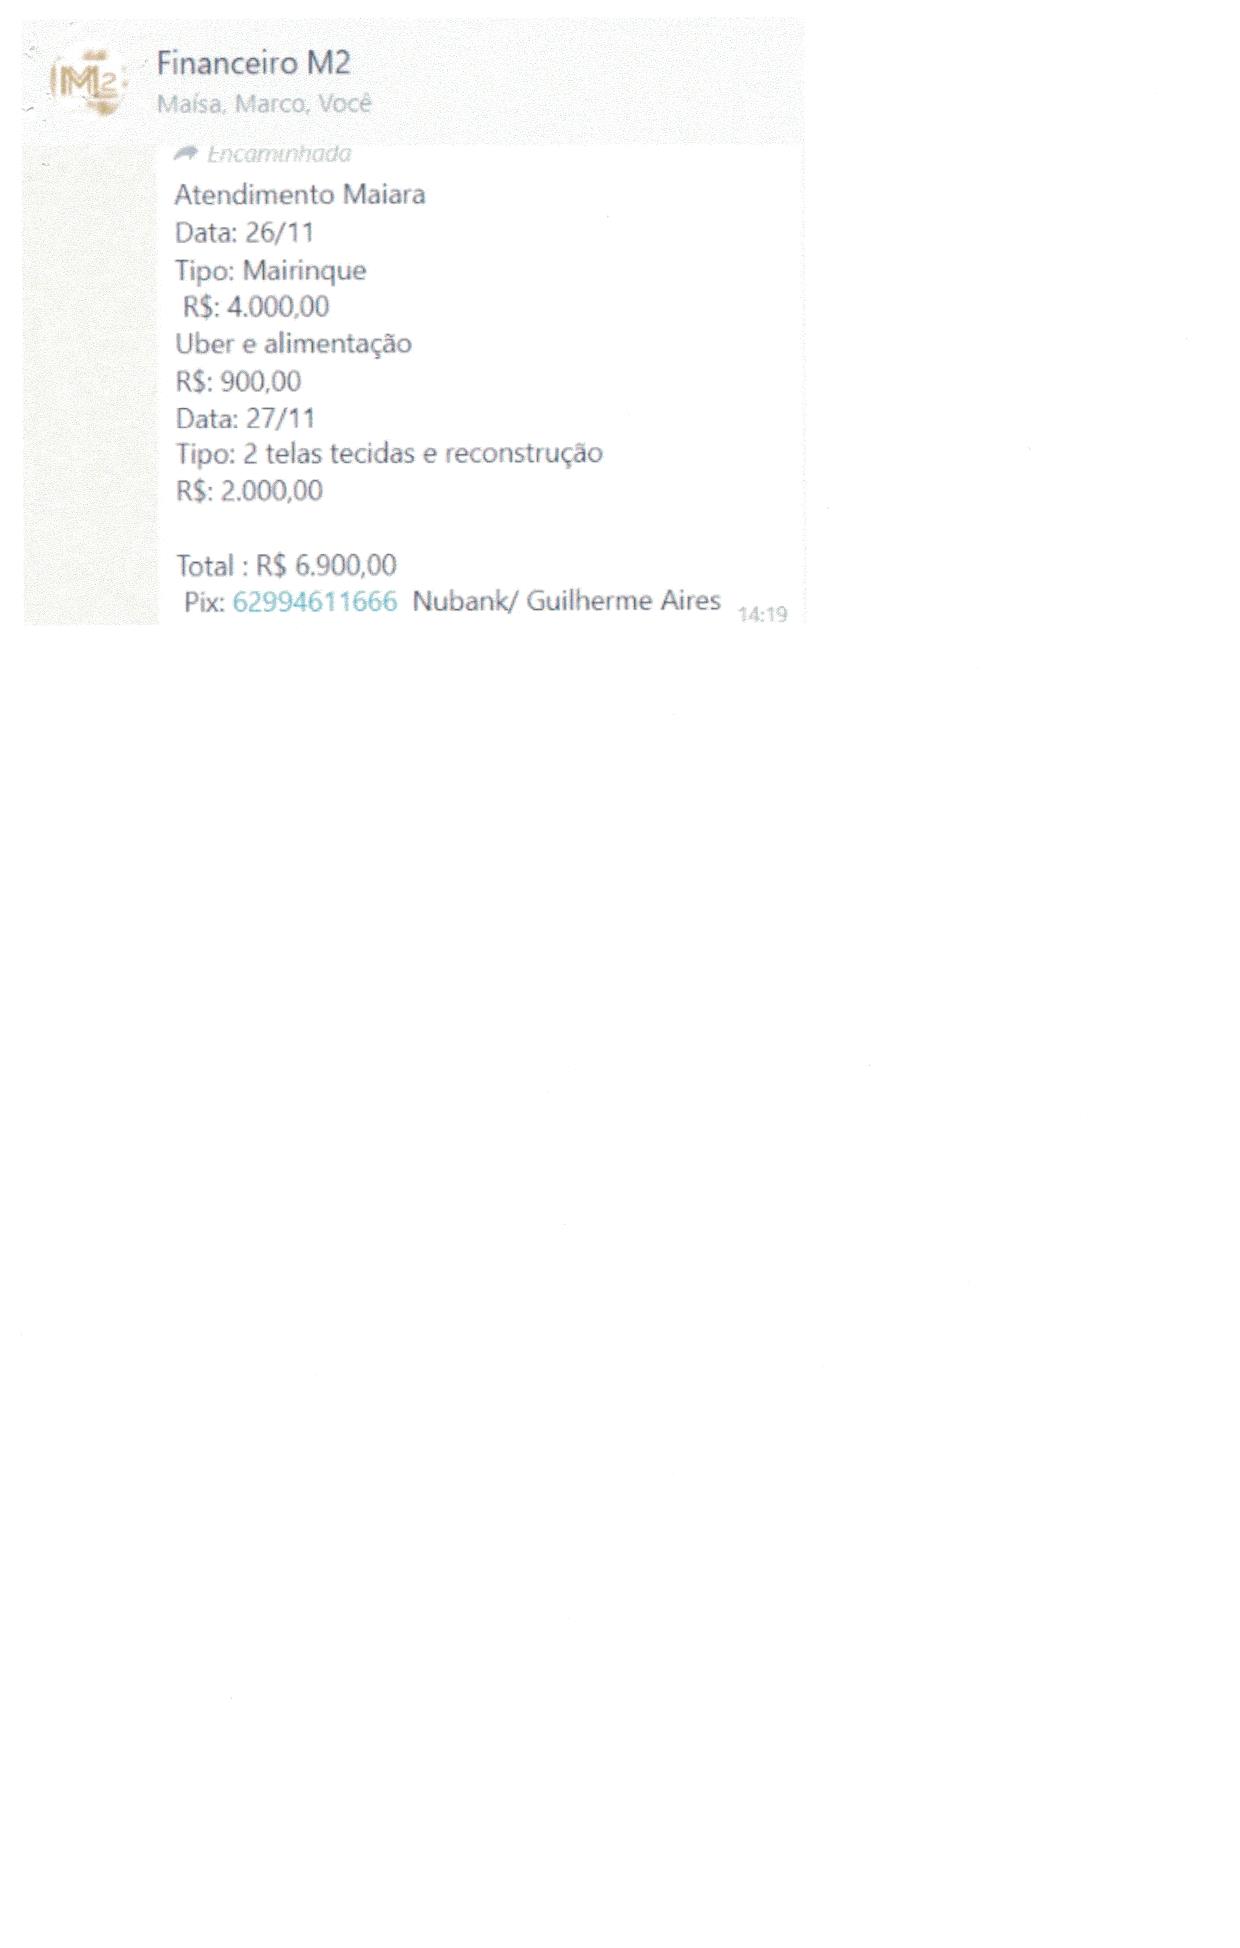 M2
Financeiro M2
Maísa, Marco, Você
Encaminhada
Atendimento Maiara
Data: 26/11
Tipo: Mairinque
R$: 4.000,00
Uber e alimentação
R$: 900,00
Data: 27/11
Tipo: 2 telas tecidas e reconstrução
R$: 2.000,00
Total : R$ 6.900,00
Pix: 62994611666 Nubank/ Guilherme Aires
14:19